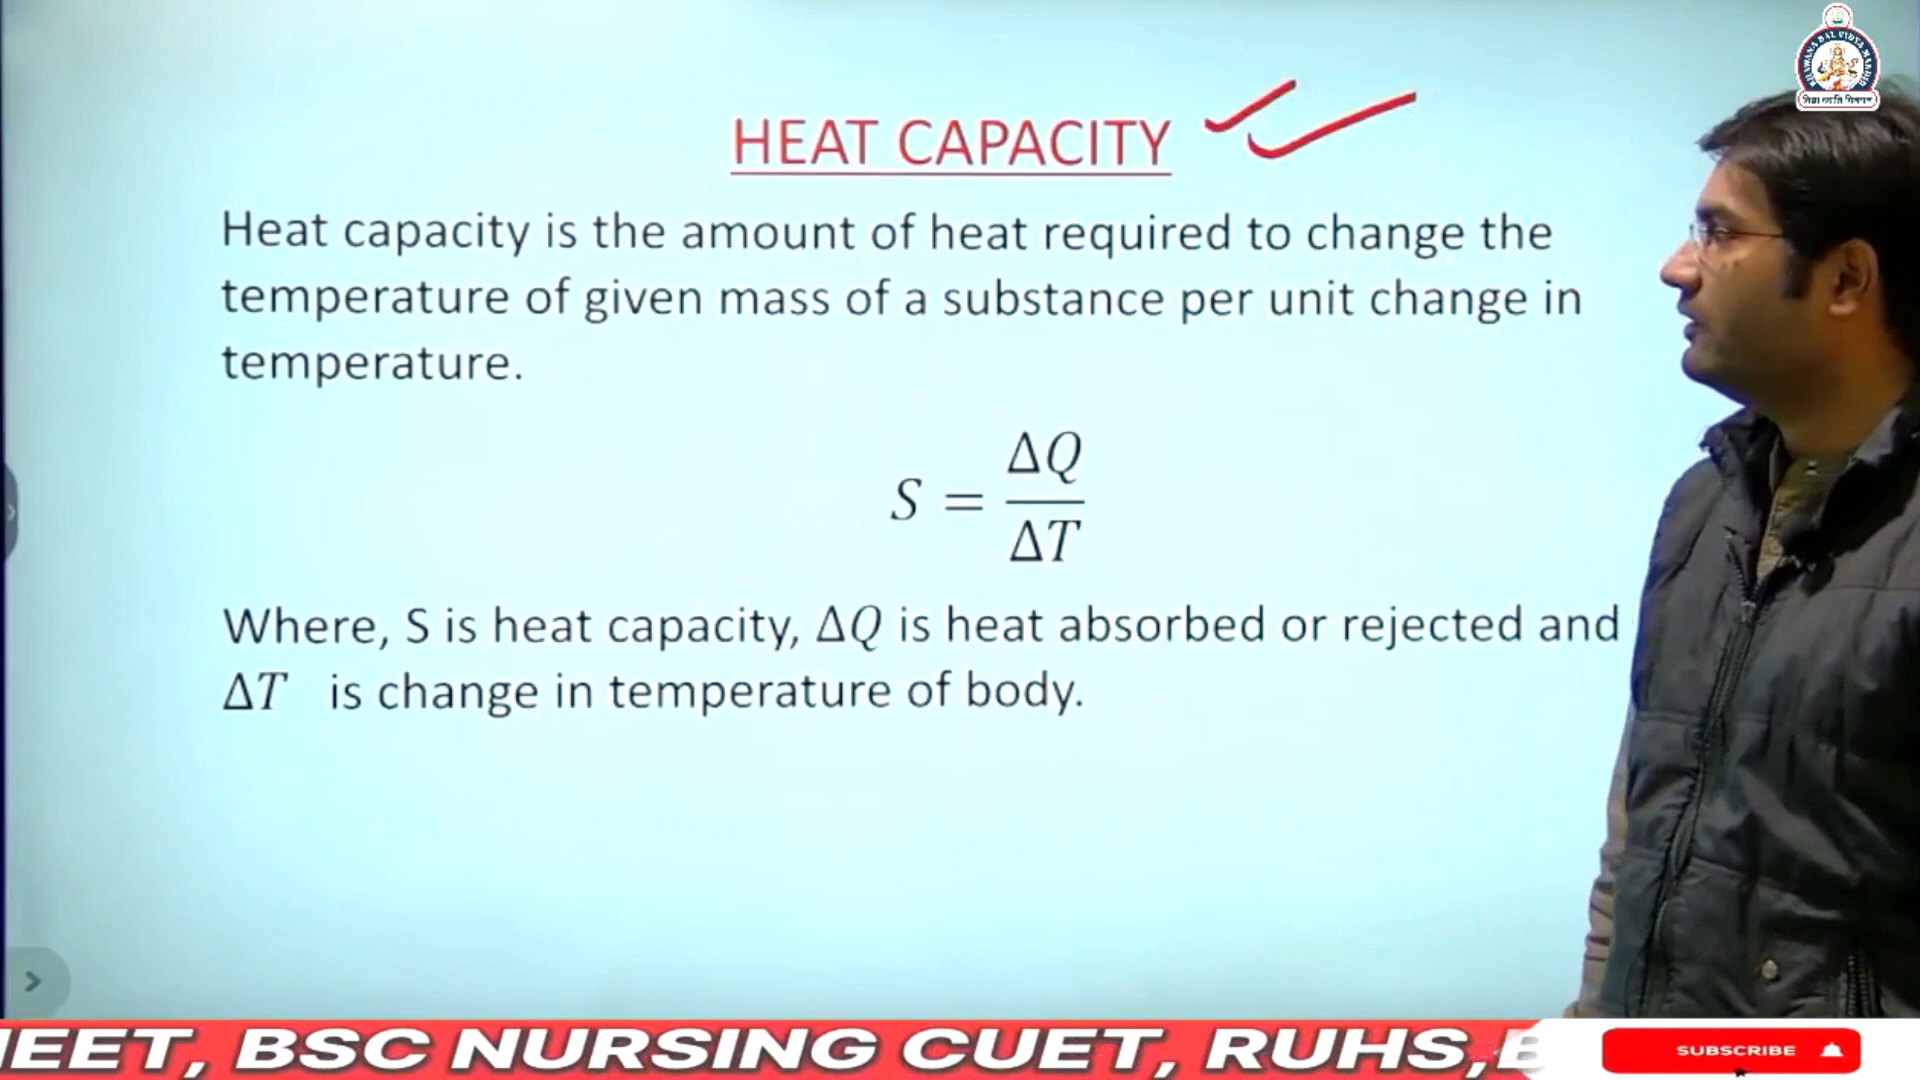 HEAT CAPACITY
Heat capacity is the amount of heat required to change the
temperature of given mass of a substance per unit change in
temperature.
S = ΔQ / ΔT
Where, S is heat capacity, ΔQ is heat absorbed or rejected and
ΔT is change in temperature of body.
EET, BSC NURSING CUET, RUHS,
SUBSCRIBE